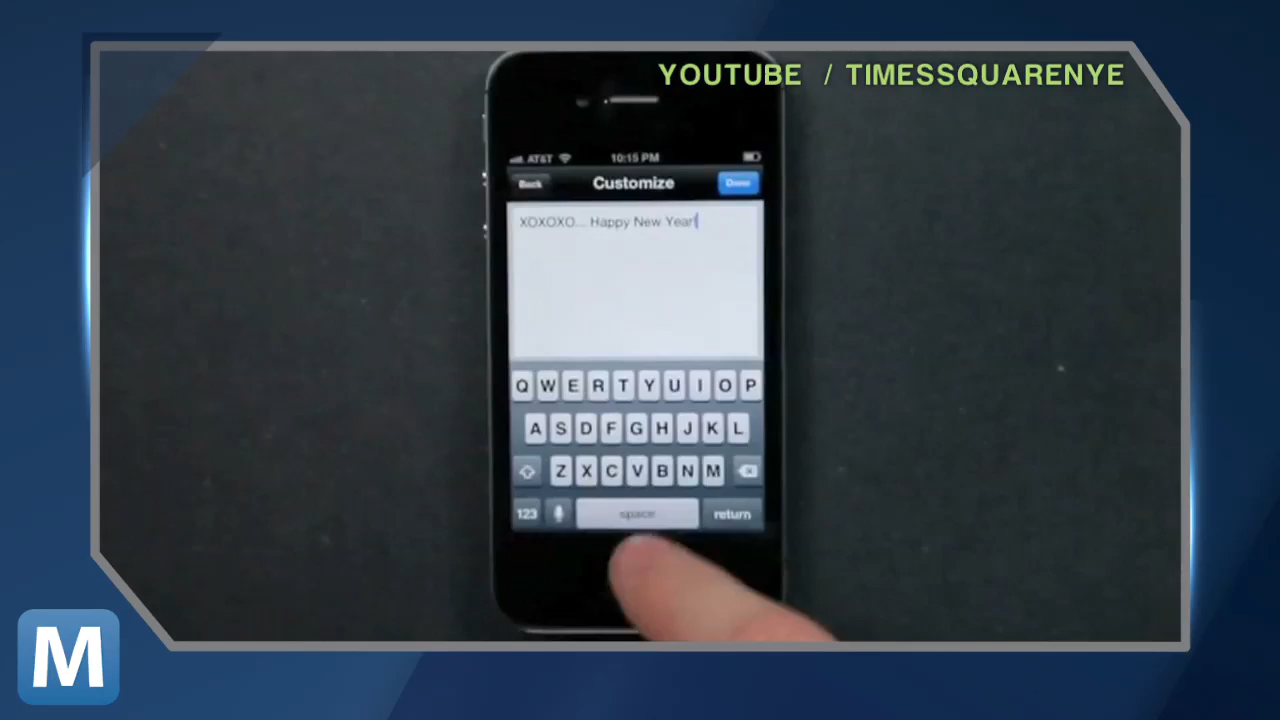 YOUTUBE / TIMESSQUARENYE
AT&T 10:15 PM
Back Customize Done
XOXOXO... Happy New Year!
Q W E R T Y U I O P
A S D F G H J K L
Z X C V B N M
123 space return
M